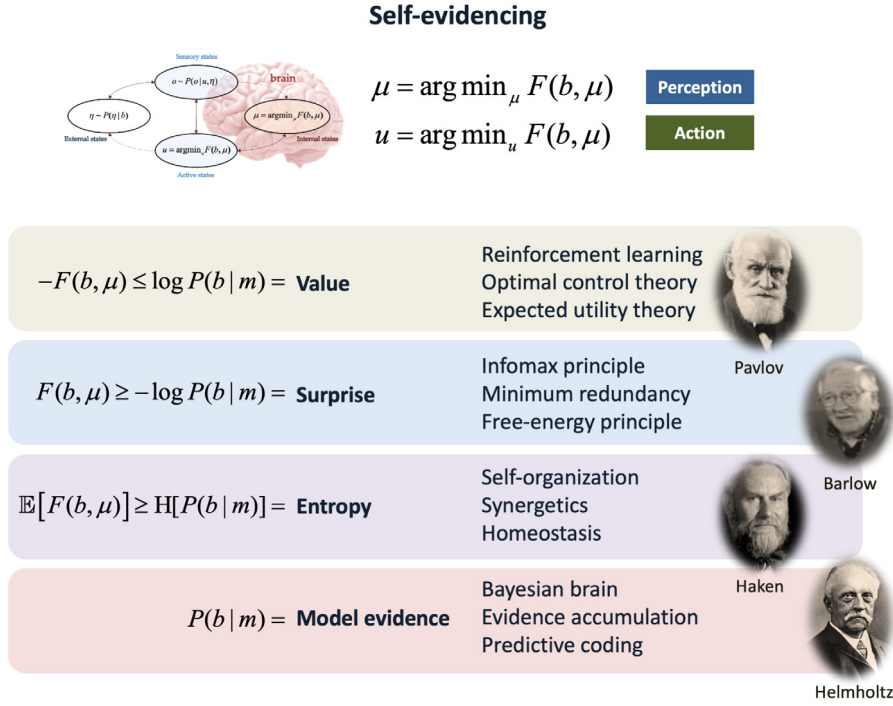 Self-evidencing
Sensory states
o ~ P(o | u, η)
brain
η ~ P(η | b)
μ = argmin_μ F(b, μ)
External states
Internal states
u = argmin_u F(b, μ)
Active states
μ = arg min_μ F(b, μ)
Perception
u = arg min_u F(b, μ)
Action
−F(b, μ) ≤ log P(b | m) = Value
Reinforcement learning
Optimal control theory
Expected utility theory
Pavlov
F(b, μ) ≥ −log P(b | m) = Surprise
Infomax principle
Minimum redundancy
Free-energy principle
Barlow
𝔼[F(b, μ)] ≥ H[P(b | m)] = Entropy
Self-organization
Synergetics
Homeostasis
Haken
P(b | m) = Model evidence
Bayesian brain
Evidence accumulation
Predictive coding
Helmholtz